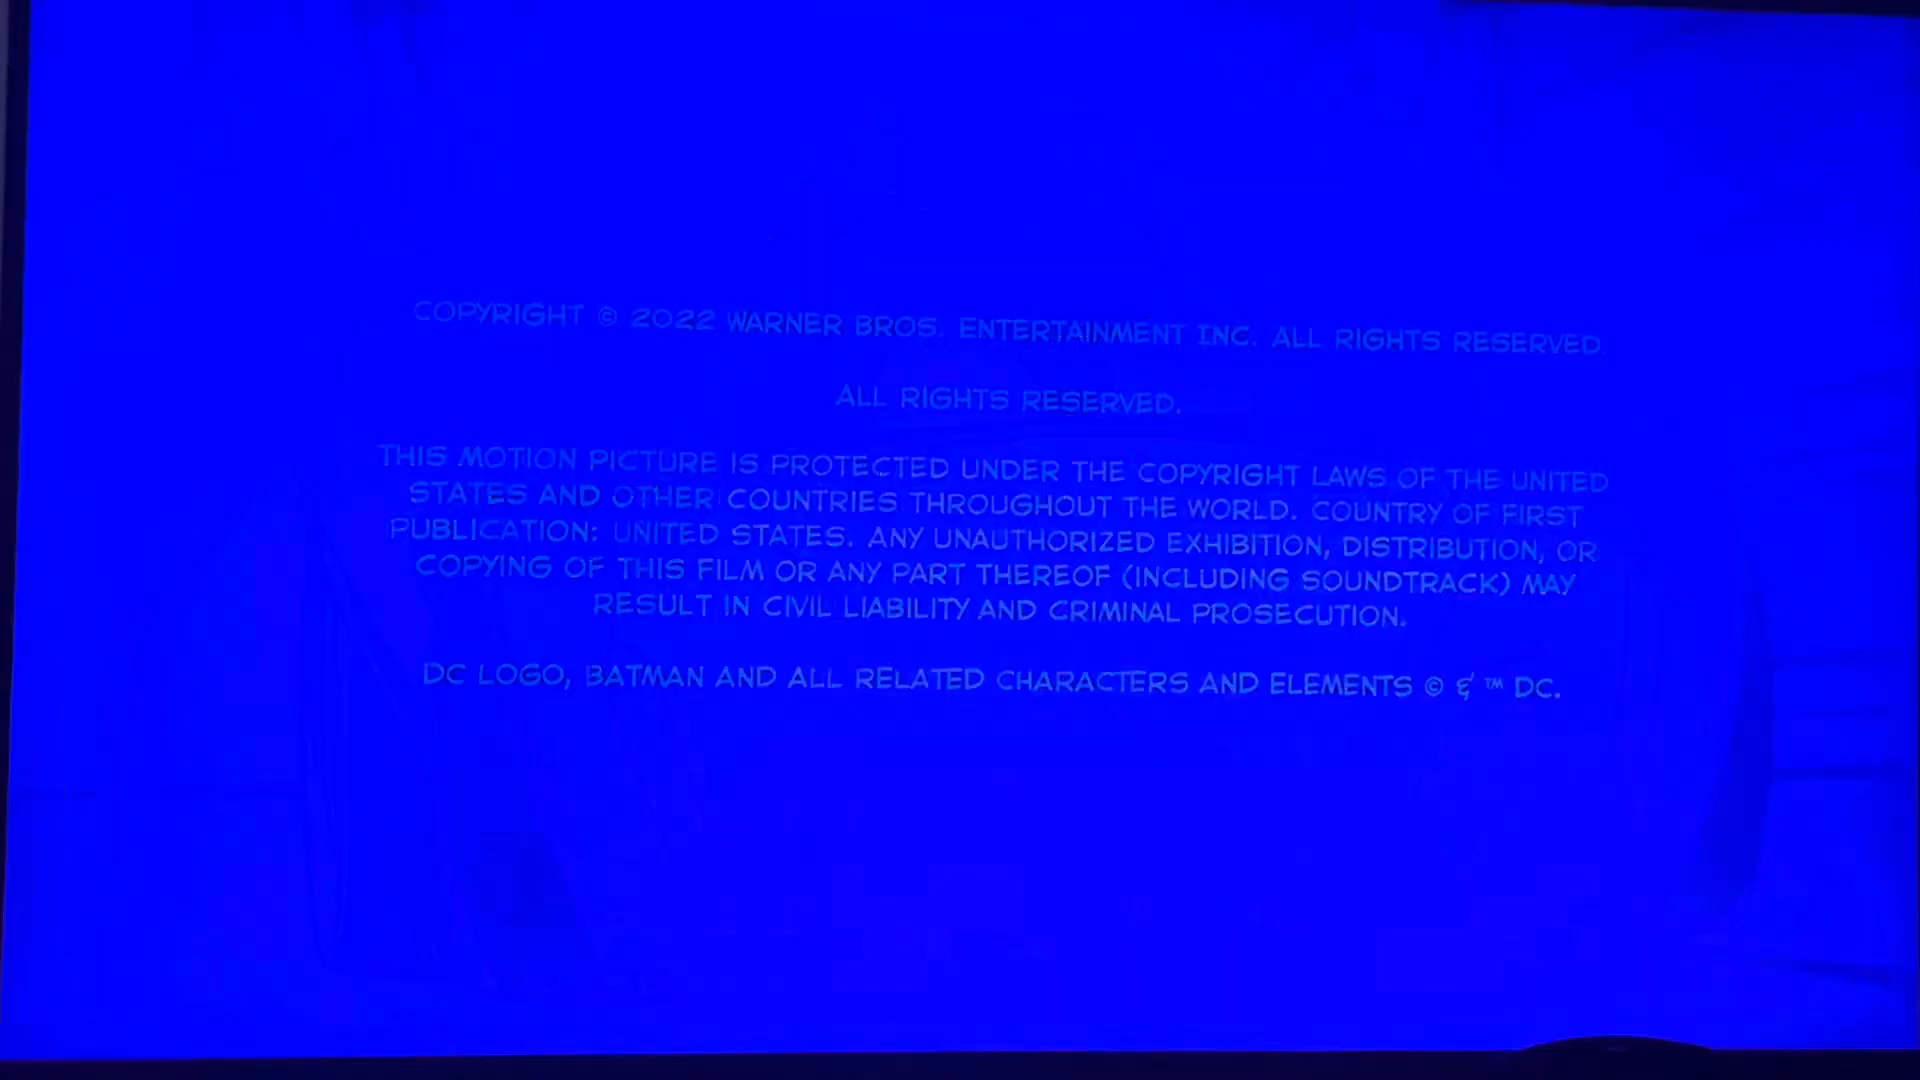 COPYRIGHT © 2022 WARNER BROS. ENTERTAINMENT INC. ALL RIGHTS RESERVED
ALL RIGHTS RESERVED.
THIS MOTION PICTURE IS PROTECTED UNDER THE COPYRIGHT LAWS OF THE UNITED
STATES AND OTHER COUNTRIES THROUGHOUT THE WORLD. COUNTRY OF FIRST
PUBLICATION: UNITED STATES. ANY UNAUTHORIZED EXHIBITION, DISTRIBUTION, OR
COPYING OF THIS FILM OR ANY PART THEREOF (INCLUDING SOUNDTRACK) MAY
RESULT IN CIVIL LIABILITY AND CRIMINAL PROSECUTION.
DC LOGO, BATMAN AND ALL RELATED CHARACTERS AND ELEMENTS © & ™ DC.